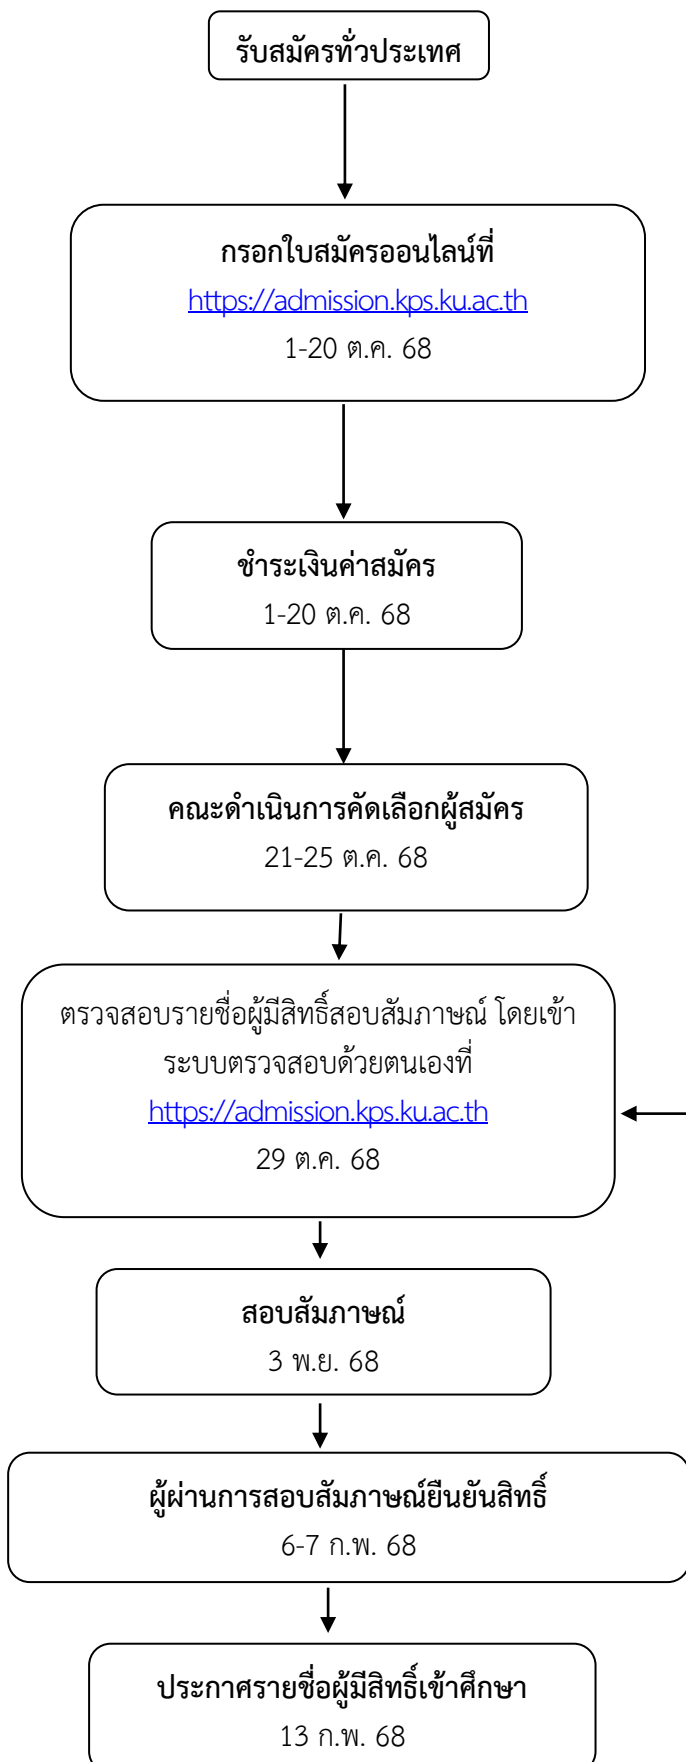 รับสมัครทั่วประเทศ
กรอกใบสมัครออนไลน์ที่
https://admission.kps.ku.ac.th
1-20 ต.ค. 68
ชำระเงินค่าสมัคร
1-20 ต.ค. 68
คณะดำเนินการคัดเลือกผู้สมัคร
21-25 ต.ค. 68
ตรวจสอบรายชื่อผู้มีสิทธิ์สอบสัมภาษณ์ โดยเข้า
ระบบตรวจสอบด้วยตนเองที่
https://admission.kps.ku.ac.th
29 ต.ค. 68
สอบสัมภาษณ์
3 พ.ย. 68
ผู้ผ่านการสอบสัมภาษณ์ยืนยันสิทธิ์
6-7 ก.พ. 68
ประกาศรายชื่อผู้มีสิทธิ์เข้าศึกษา
13 ก.พ. 68